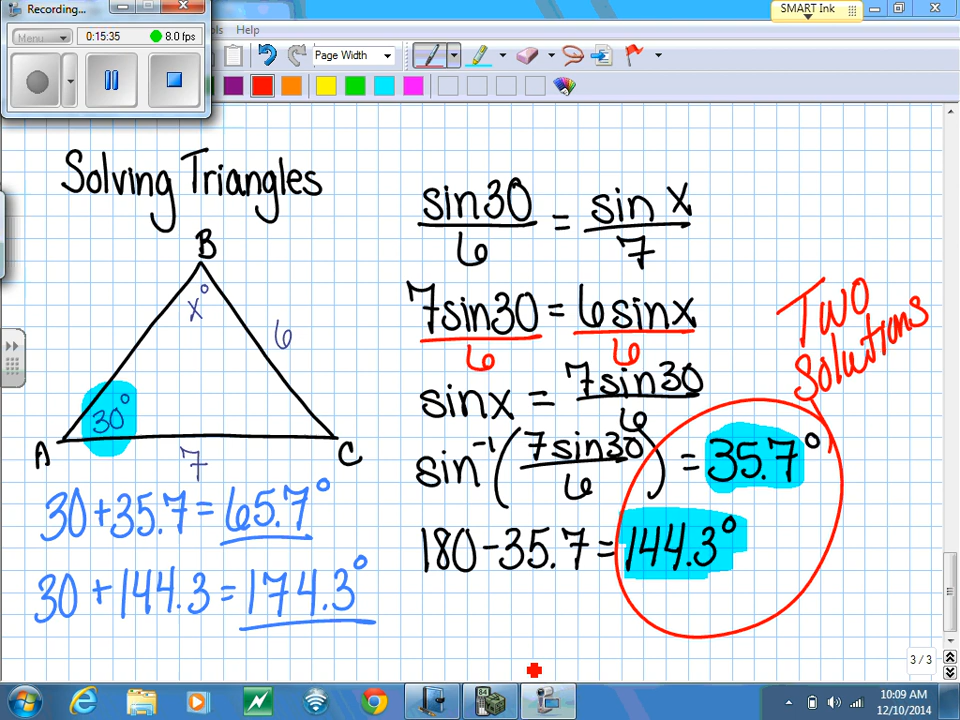 Recording...
Menu
0:15:35
8.0 fps
SMART Ink
Help
Page Width
Solving Triangles
B
x°
6
30°
A
7
C
30+35.7=65.7°
30+144.3=174.3°
sin30/6 = sin x/7
7sin30/6 = 6sinx/6
sinx = 7sin30/6
sin⁻¹(7sin30/6) = 35.7°
180-35.7=144.3°
Two
Solutions
3 / 3
84
10:09 AM
12/10/2014